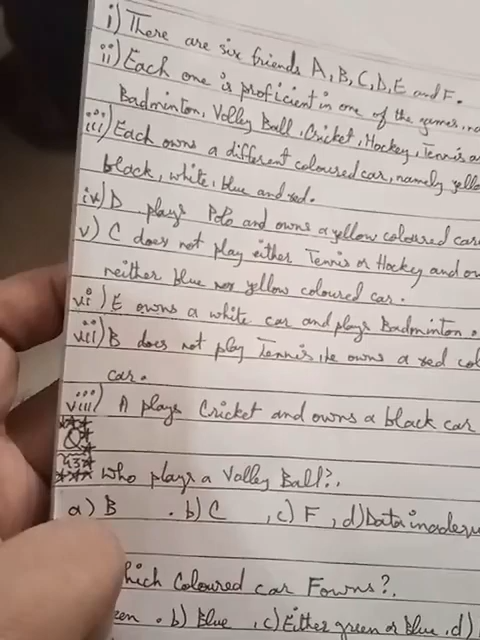 i) There are six friends A, B, C, D, E and F.
ii) Each one is proficient in one of the games, na
Badminton, Volly Ball, Cricket, Hockey, Tennis a
iii) Each owns a different coloured car, namely yello
black, white, blue and red.
iv) D plays Polo and owns a yellow coloured car
v) C does not play either Tennis or Hockey and ow
neither blue nor yellow coloured car.
vi) E owns a white car and plays Badminton.
vii) B does not play Tennis, he owns a red col
car.
viii) A plays Cricket and owns a black car
Q
43
Who plays a Valley Ball?,
a) B . b) C , c) F , d) Data inadequ
hich Coloured car F owns?,
een . b) Blue , c) Either green or Blue , d)